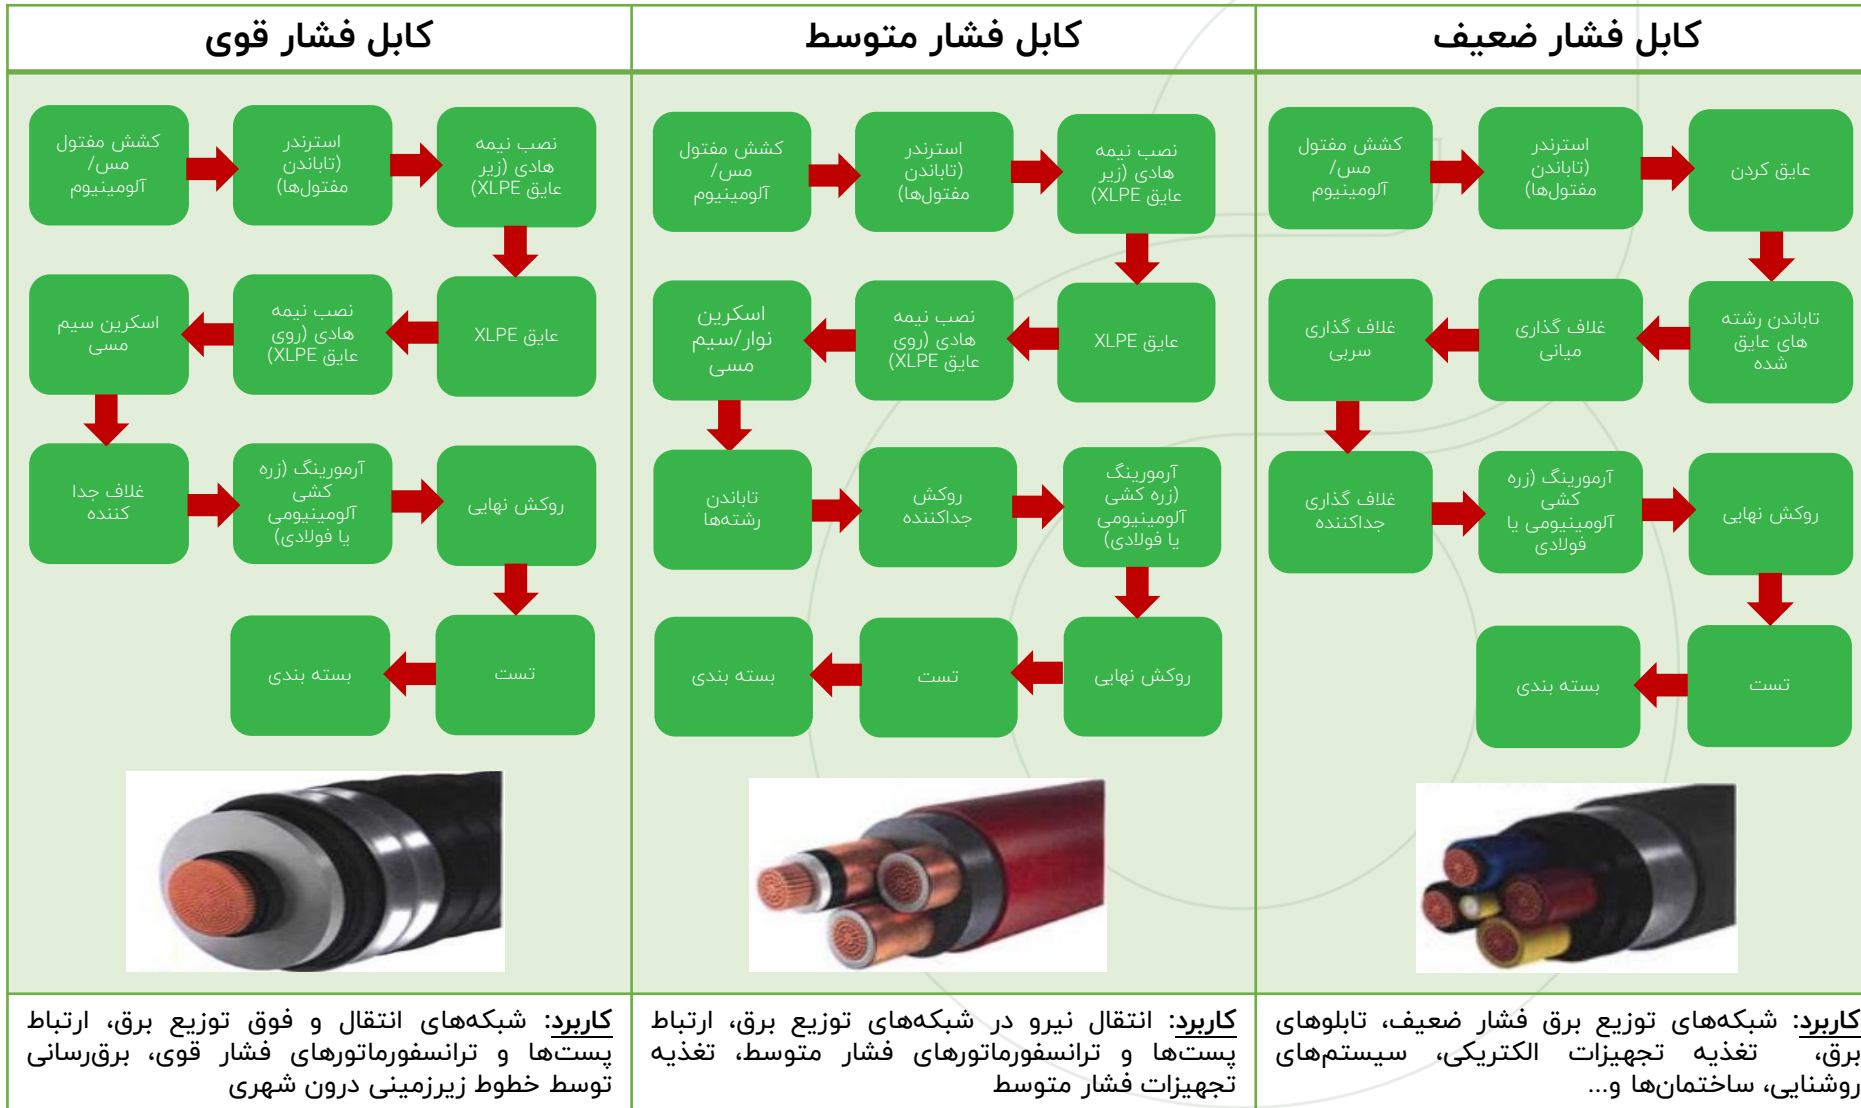 کابل فشار ضعیف
کشش مفتول
مس/
آلومینیوم
استرندر
(تاباندن
مفتول‌ها)
عایق کردن
تاباندن رشته
های عایق
شده
غلاف گذاری
میانی
غلاف گذاری
سربی
غلاف گذاری
جداکننده
آرمورینگ (زره
کشی
آلومینیومی یا
فولادی
روکش نهایی
تست
بسته بندی
کاربرد: شبکه‌های توزیع برق فشار ضعیف، تابلوهای
برق، تغذیه تجهیزات الکتریکی، سیستم‌های
روشنایی، ساختمان‌ها و...
کابل فشار متوسط
کشش مفتول
مس/
آلومینیوم
استرندر
(تاباندن
مفتول‌ها)
نصب نیمه
هادی (زیر
عایق XLPE)
عایق XLPE
نصب نیمه
هادی (روی
عایق XLPE)
اسکرین
نوار/سیم
مسی
تاباندن
رشته‌ها
روکش
جداکننده
آرمورینگ
(زره کشی
آلومینیومی
یا فولادی)
روکش نهایی
تست
بسته بندی
کاربرد: انتقال نیرو در شبکه‌های توزیع برق، ارتباط
پست‌ها و ترانسفورماتورهای فشار متوسط، تغذیه
تجهیزات فشار متوسط
کابل فشار قوی
کشش مفتول
مس/
آلومینیوم
استرندر
(تاباندن
مفتول‌ها)
نصب نیمه
هادی (زیر
عایق XLPE)
عایق XLPE
نصب نیمه
هادی (روی
عایق XLPE)
اسکرین سیم
مسی
غلاف جدا
کننده
آرمورینگ (زره
کشی
آلومینیومی
یا فولادی)
روکش نهایی
تست
بسته بندی
کاربرد: شبکه‌های انتقال و فوق توزیع برق، ارتباط
پست‌ها و ترانسفورماتورهای فشار قوی، برق‌رسانی
توسط خطوط زیرزمینی درون شهری